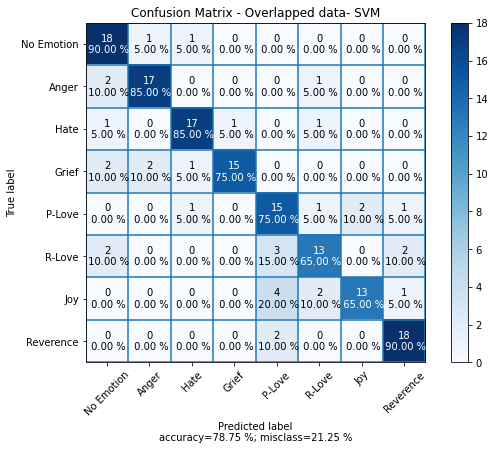 Confusion Matrix - Overlapped data- SVM
No Emotion 18 1 1 0 0 0 0 0
90.00 % 5.00 % 5.00 % 0.00 % 0.00 % 0.00 % 0.00 % 0.00 %
Anger 2 17 0 0 0 1 0 0
10.00 % 85.00 % 0.00 % 0.00 % 0.00 % 5.00 % 0.00 % 0.00 %
Hate 1 0 17 1 0 1 0 0
5.00 % 0.00 % 85.00 % 5.00 % 0.00 % 5.00 % 0.00 % 0.00 %
Grief 2 2 1 15 0 0 0 0
10.00 % 10.00 % 5.00 % 75.00 % 0.00 % 0.00 % 0.00 % 0.00 %
P-Love 0 0 1 0 15 1 2 1
0.00 % 0.00 % 5.00 % 0.00 % 75.00 % 5.00 % 10.00 % 5.00 %
R-Love 2 0 0 0 3 13 0 2
10.00 % 0.00 % 0.00 % 0.00 % 15.00 % 65.00 % 0.00 % 10.00 %
Joy 0 0 0 0 4 2 13 1
0.00 % 0.00 % 0.00 % 0.00 % 20.00 % 10.00 % 65.00 % 5.00 %
Reverence 0 0 0 0 2 0 0 18
0.00 % 0.00 % 0.00 % 0.00 % 10.00 % 0.00 % 0.00 % 90.00 %
True label
No Emotion Anger Hate Grief P-Love R-Love Joy Reverence
Predicted label
accuracy=78.75 %; misclass=21.25 %
18
16
14
12
10
8
6
4
2
0